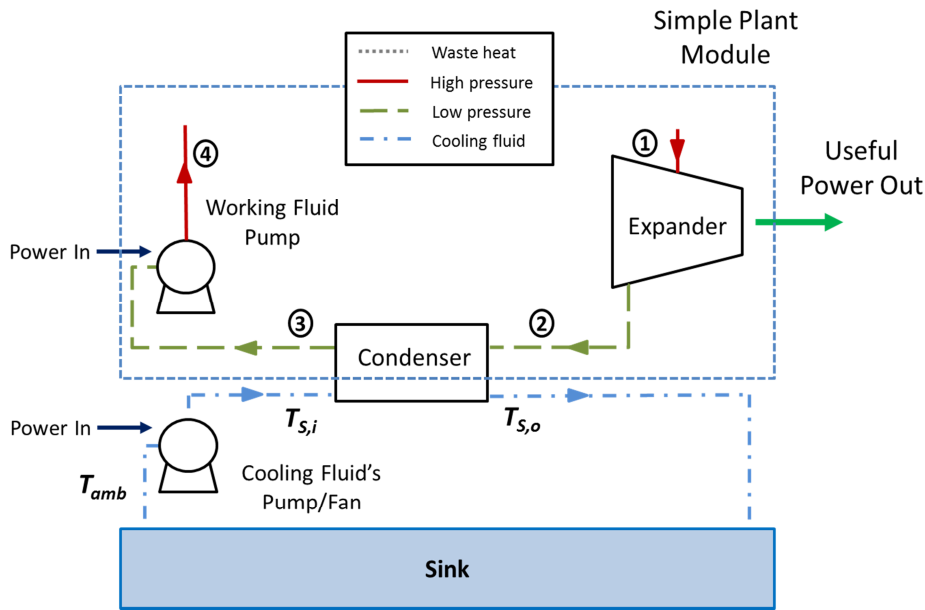 Simple Plant
Module
Waste heat
High pressure
Low pressure
Cooling fluid
4
1
Useful
Power Out
Working Fluid
Pump
Expander
Power In
3
2
Condenser
T_S,i
T_S,o
Power In
T_amb
Cooling Fluid's
Pump/Fan
Sink